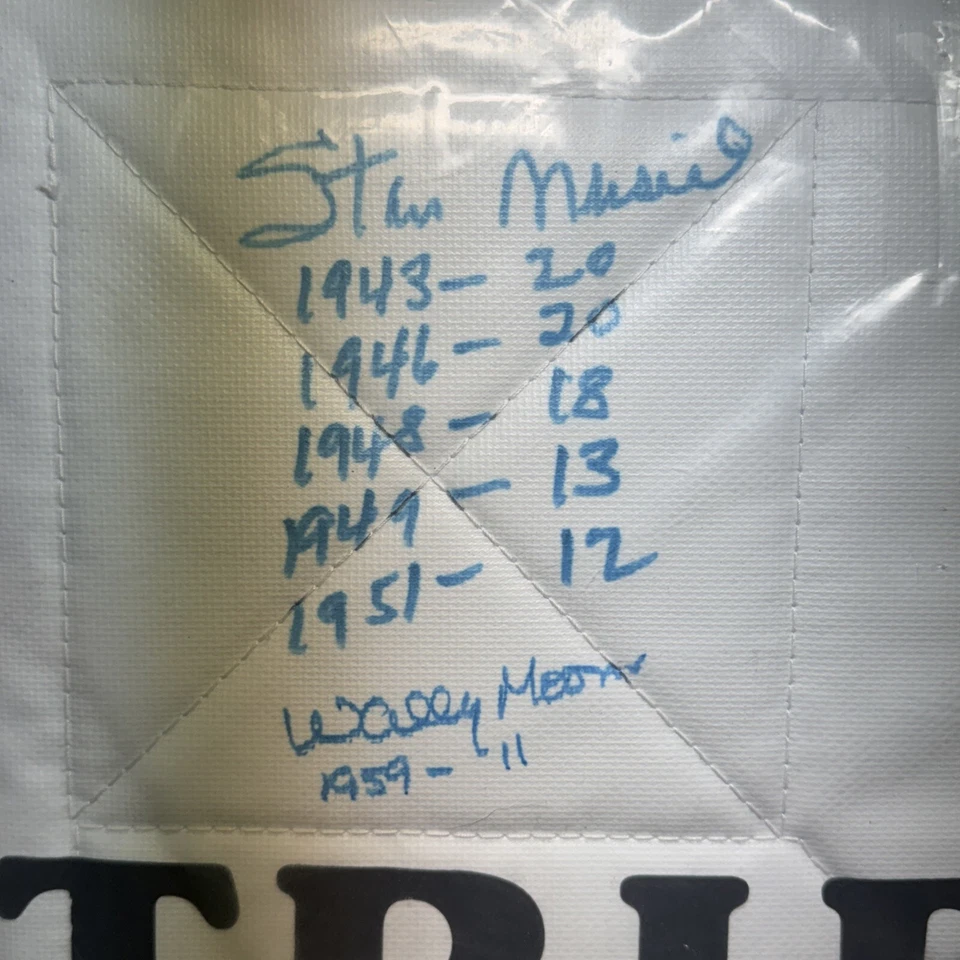 Stan Musial
1943 - 20
1946 - 20
1948 - 18
1949 - 13
1951 - 12
Wally Moon
1959 - 11
TRI